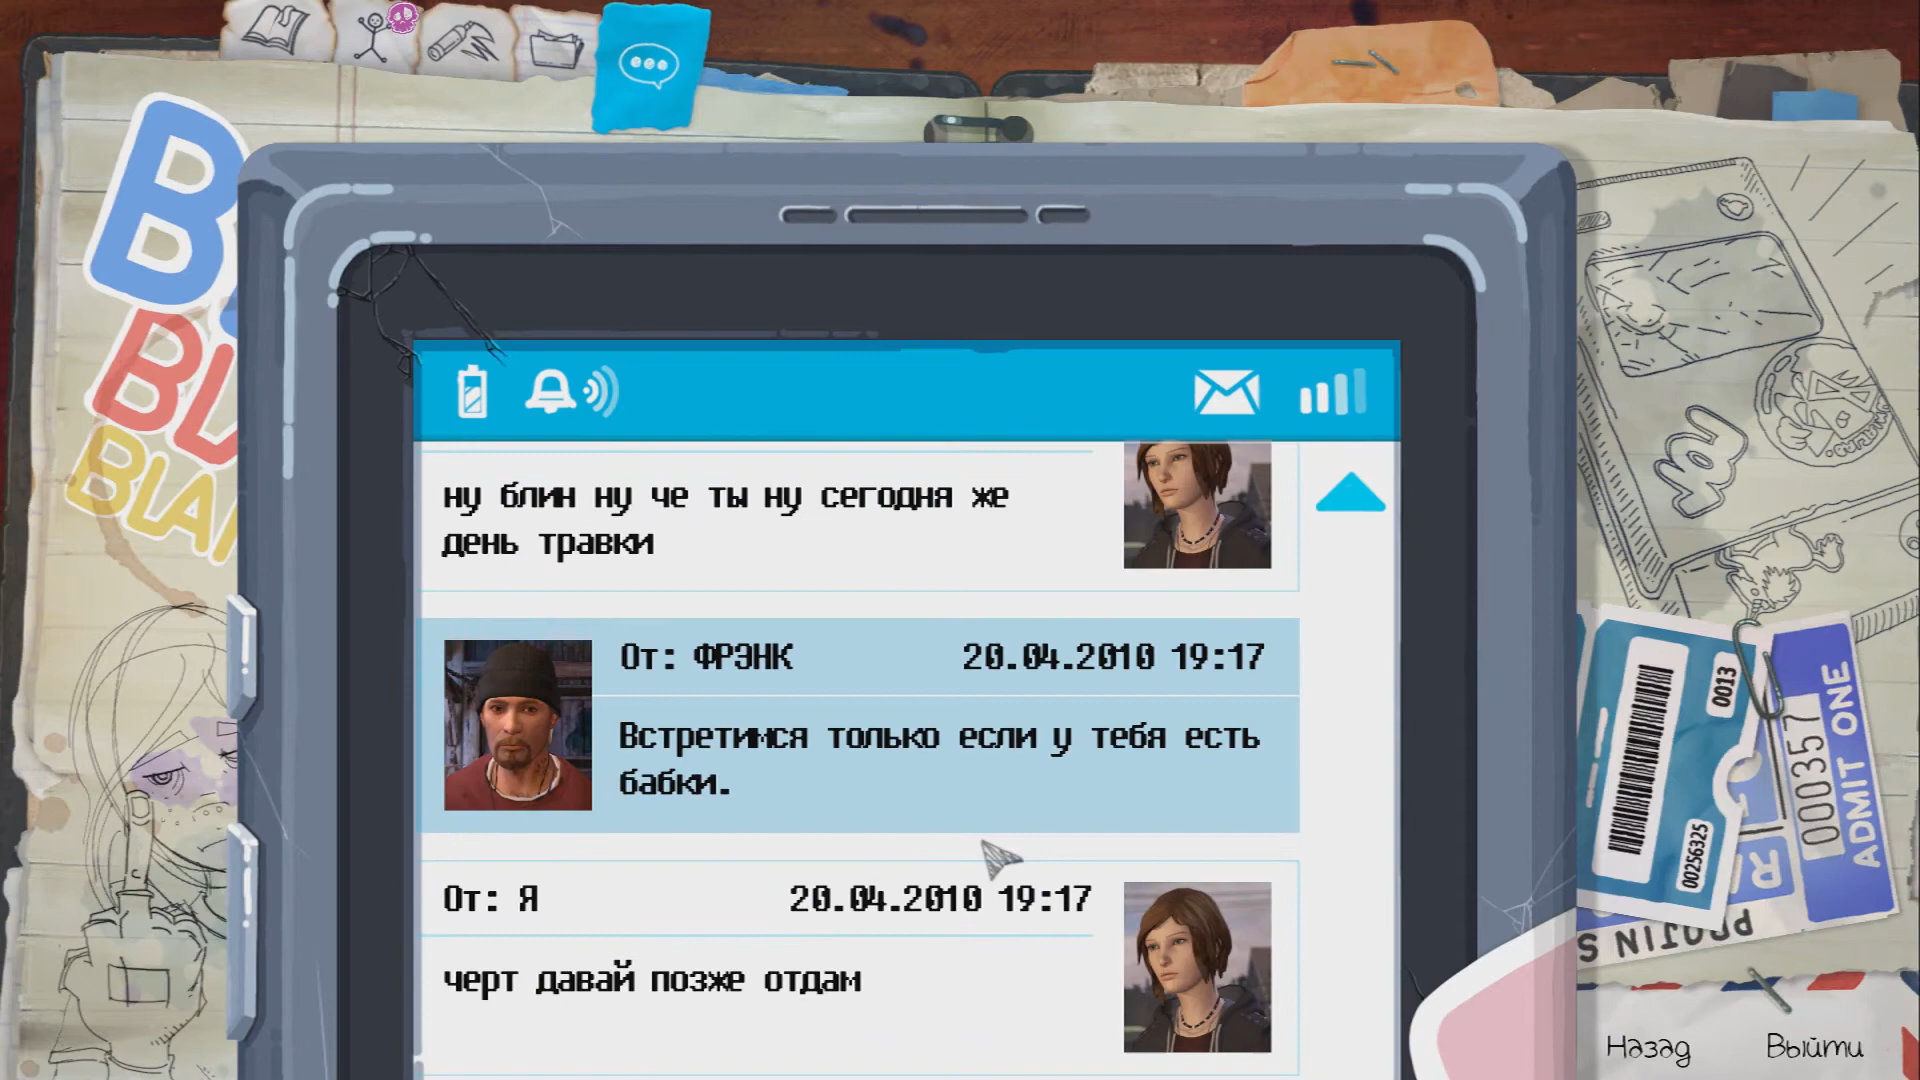 ну блин ну че ты ну сегодня же
день травки
От: ФРЭНК 20.04.2010 19:17
Встретимся только если у тебя есть
бабки.
От: Я 20.04.2010 19:17
черт давай позже отдам
0013
00256325
000357
ADMIT ONE
Назад Выйти